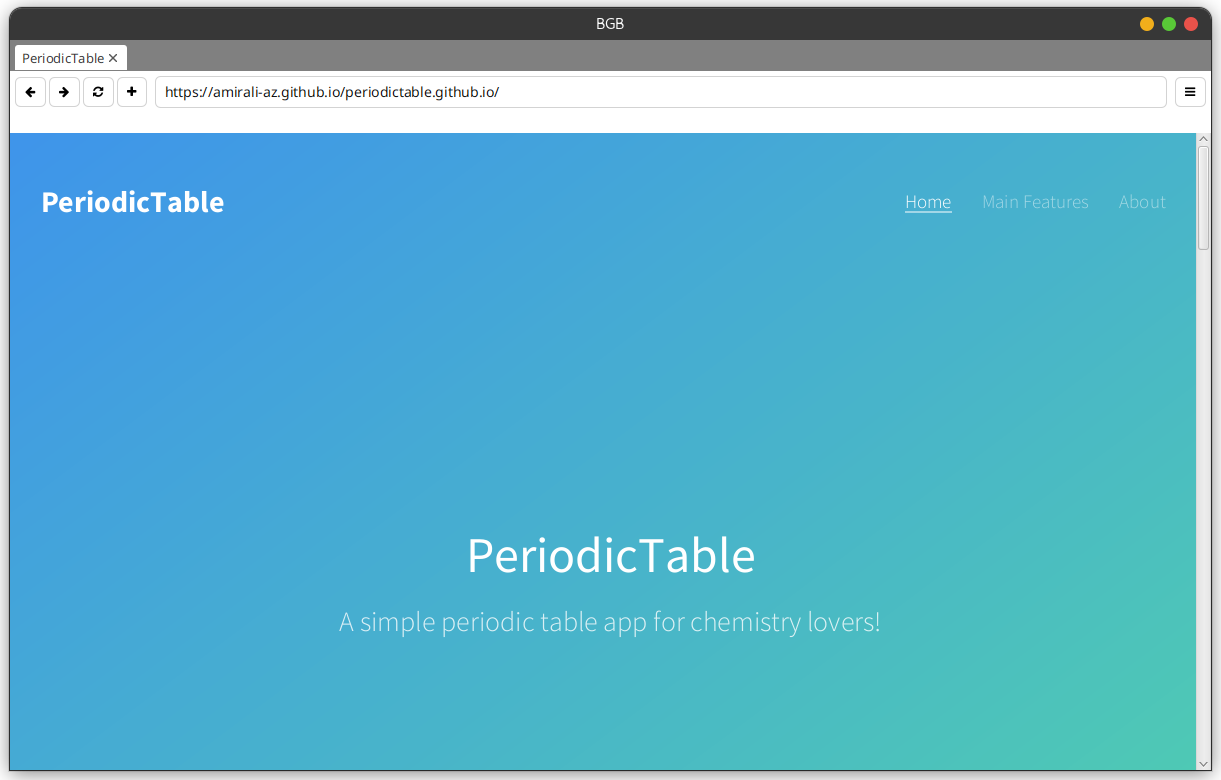 BGB
PeriodicTable
https://amirali-az.github.io/periodictable.github.io/
PeriodicTable
Home Main Features About
PeriodicTable
A simple periodic table app for chemistry lovers!